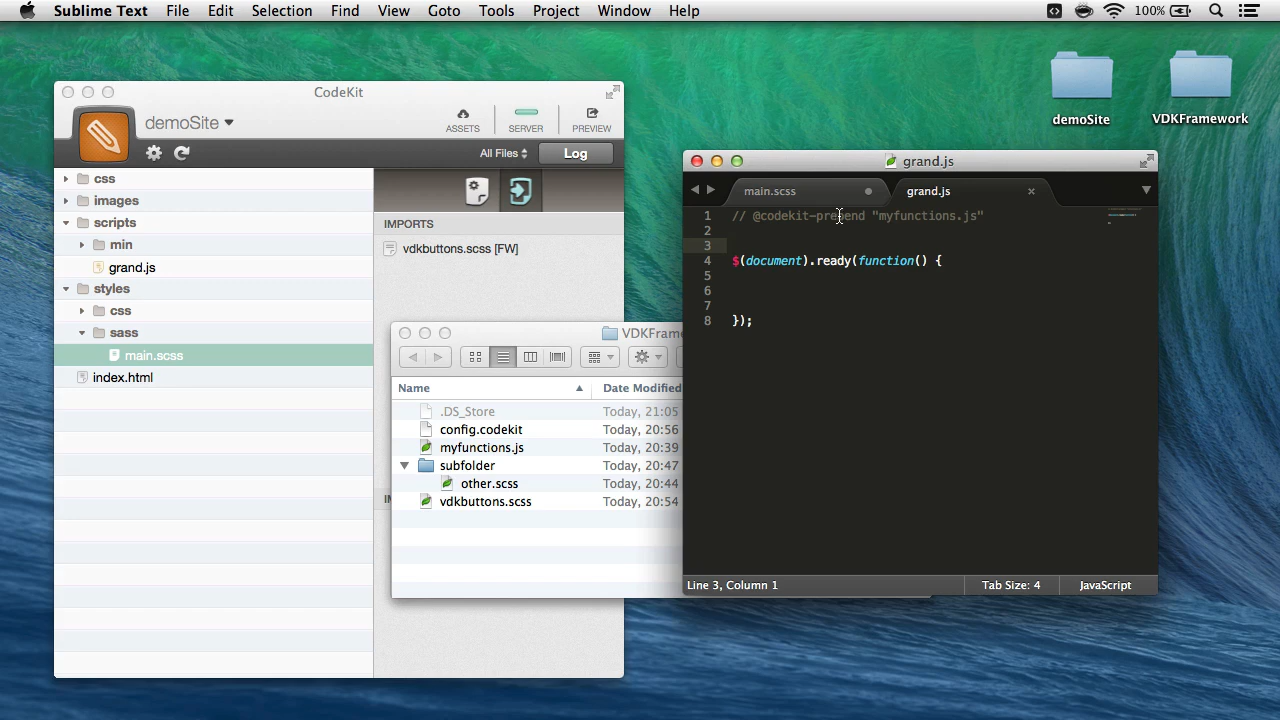 Sublime Text File Edit Selection Find View Goto Tools Project Window Help 100%
demoSite
VDKFramework
CodeKit
demoSite
ASSETS SERVER PREVIEW
All Files Log
css
images
scripts
min
grand.js
styles
css
sass
main.scss
index.html
IMPORTS
vdkbuttons.scss [FW]
VDKFrame
Name Date Modified
.DS_Store Today, 21:05
config.codekit Today, 20:56
myfunctions.js Today, 20:39
subfolder Today, 20:47
other.scss Today, 20:44
vdkbuttons.scss Today, 20:54
grand.js
main.scss grand.js
1 // @codekit-prepend "myfunctions.js"
2
3
4 $(document).ready(function() {
5
6
7
8 });
Line 3, Column 1 Tab Size: 4 JavaScript